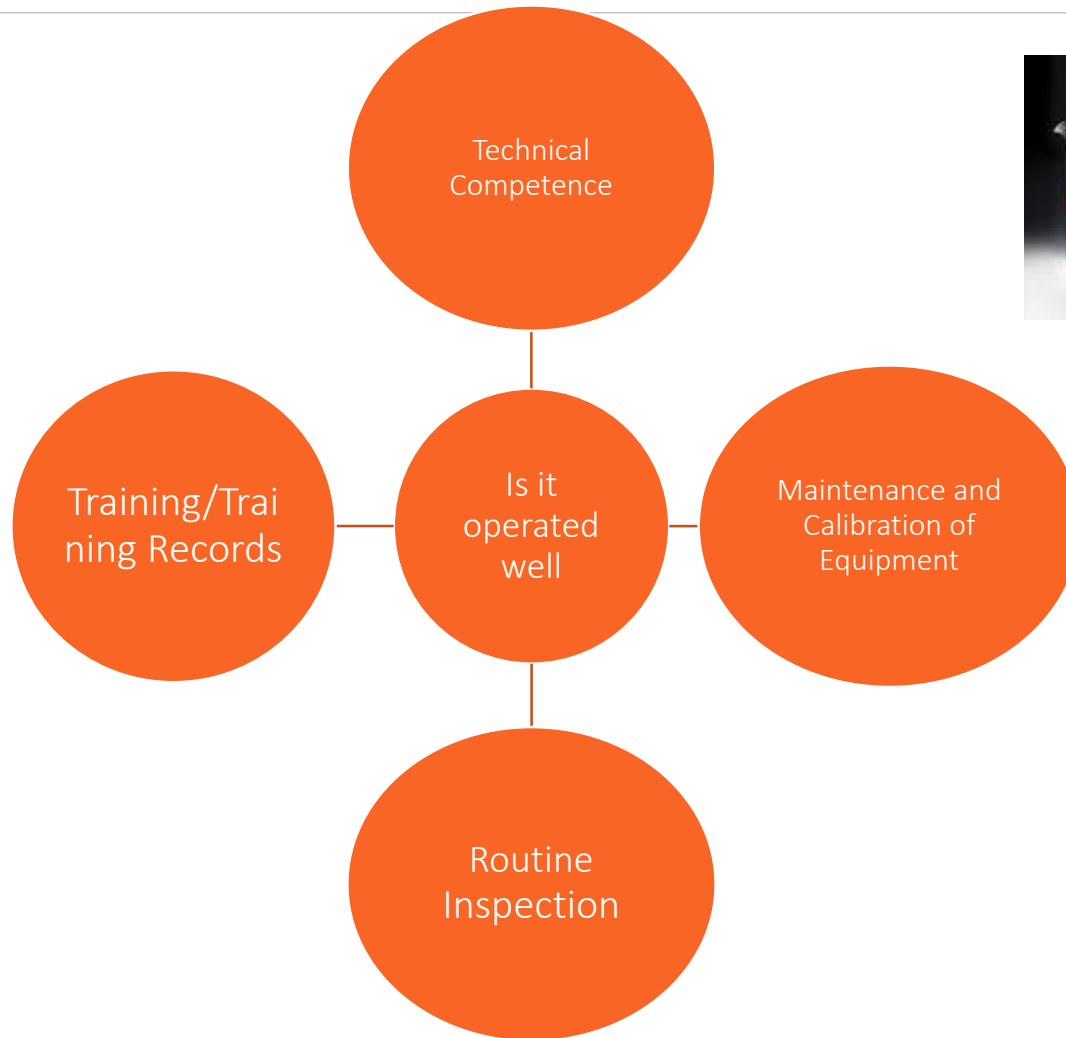 Technical
Competence
Training/Trai
ning Records
Is it
operated
well
Maintenance and
Calibration of
Equipment
Routine
Inspection